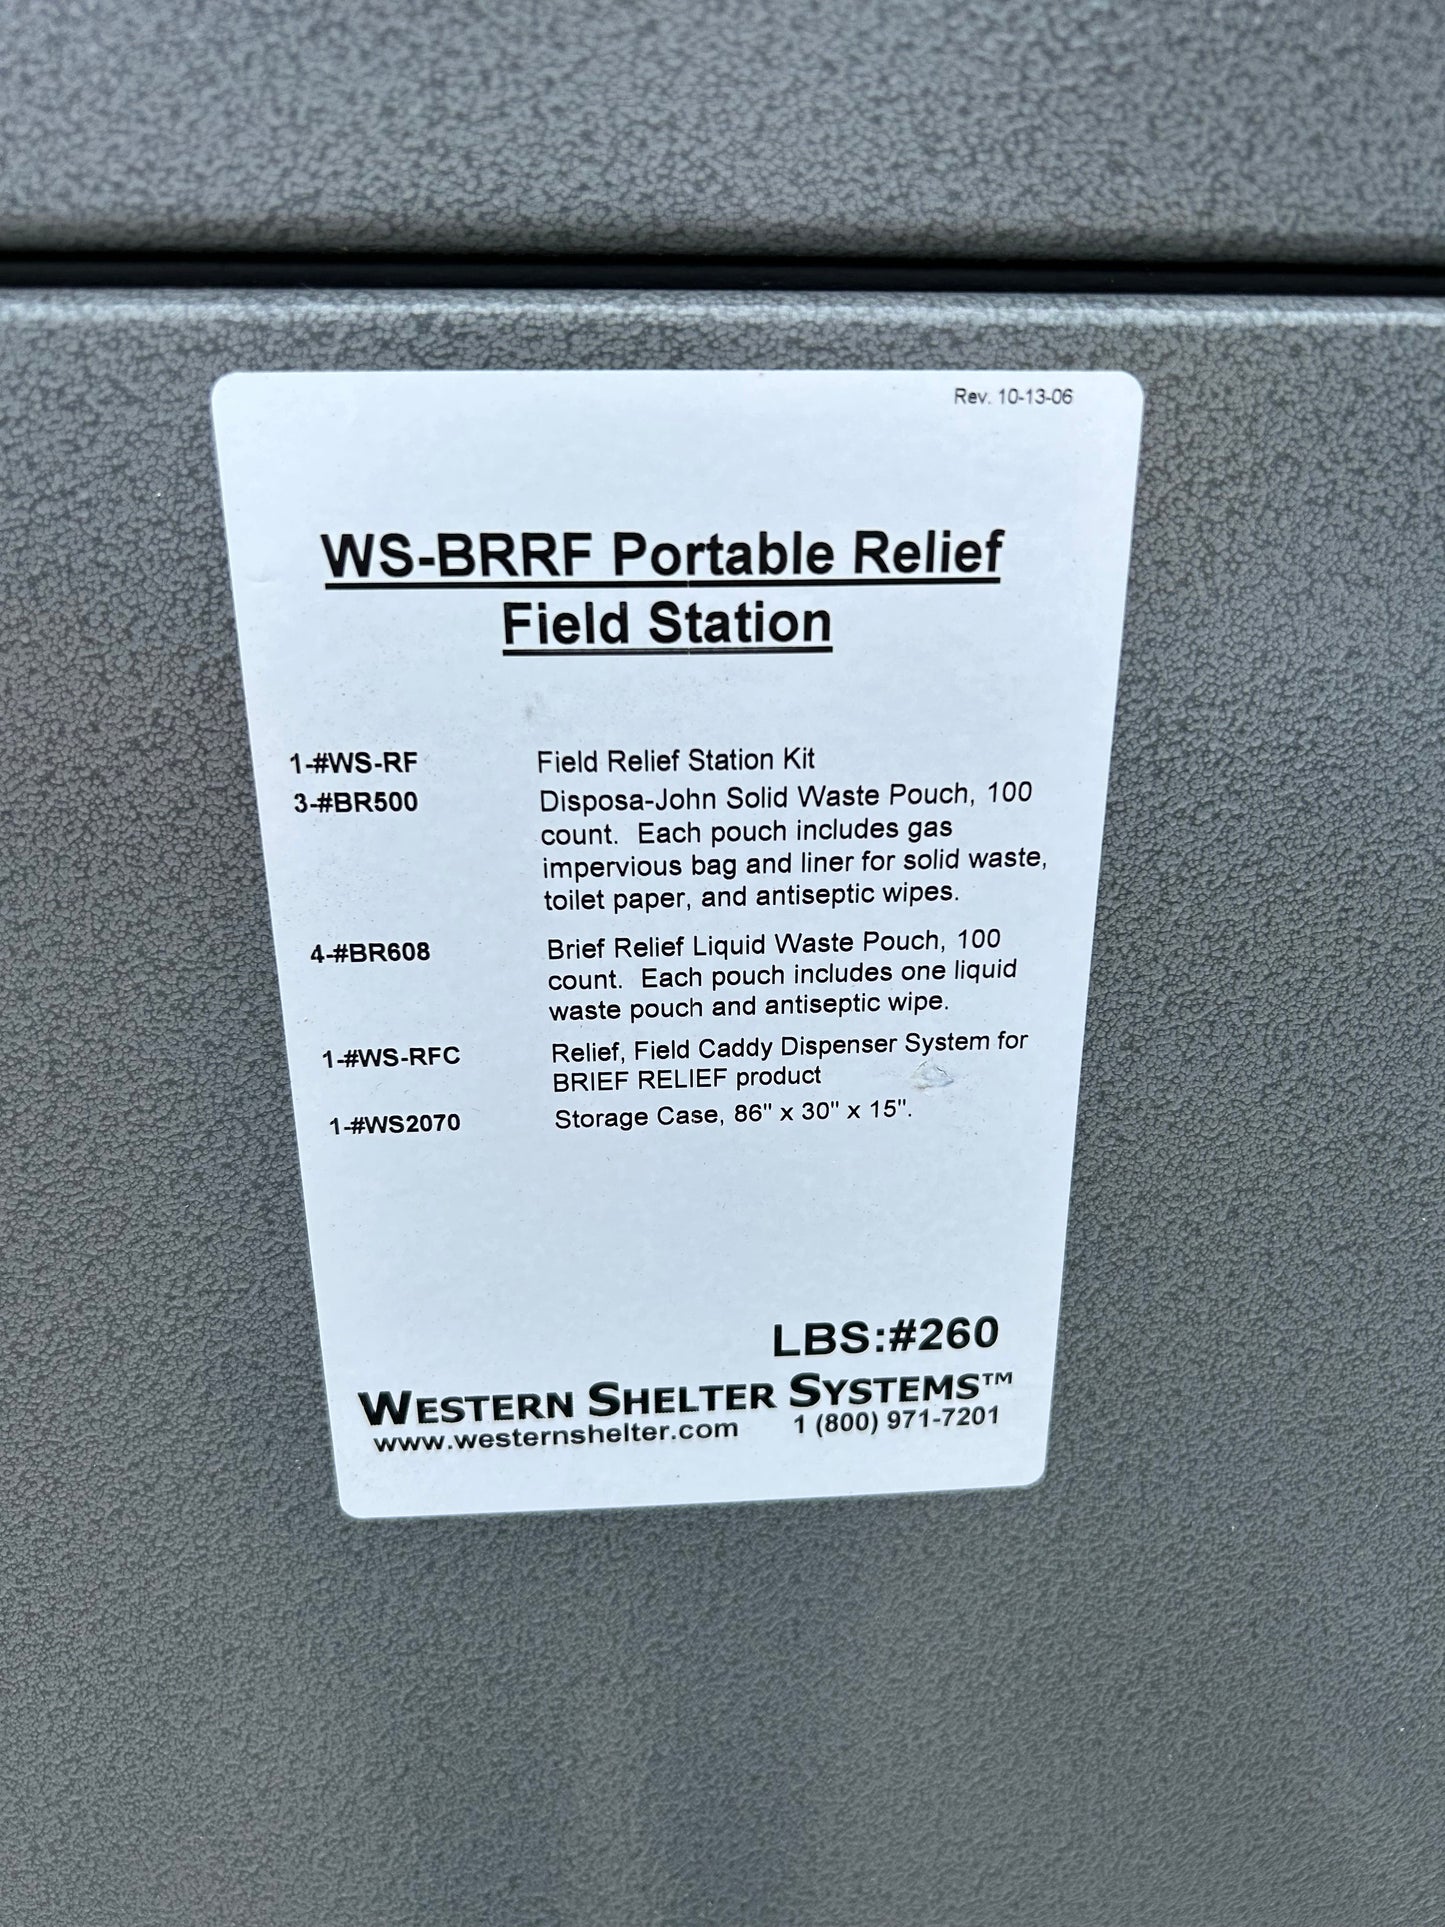 Rev. 10-13-06
WS-BRRF Portable Relief
Field Station
1-#WS-RF Field Relief Station Kit
3-#BR500 Disposa-John Solid Waste Pouch, 100
count. Each pouch includes gas
impervious bag and liner for solid waste,
toilet paper, and antiseptic wipes.
4-#BR608 Brief Relief Liquid Waste Pouch, 100
count. Each pouch includes one liquid
waste pouch and antiseptic wipe.
1-#WS-RFC Relief, Field Caddy Dispenser System for
BRIEF RELIEF product
1-#WS2070 Storage Case, 86" x 30" x 15".
LBS:#260
WESTERN SHELTER SYSTEMS™
www.westernshelter.com 1 (800) 971-7201